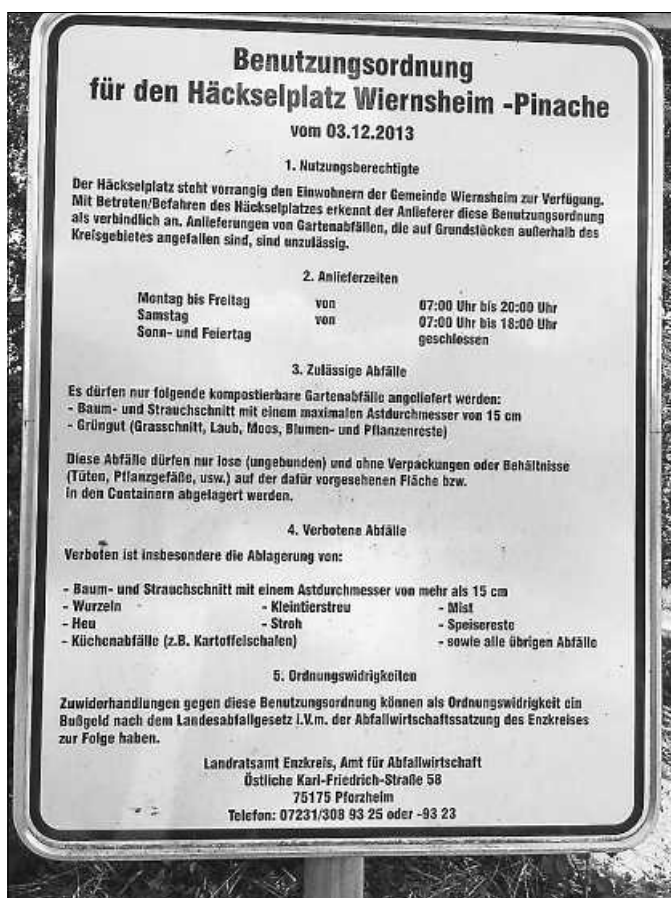 Benutzungsordnung
für den Häckselplatz Wiernsheim -Pinache
vom 03.12.2013
1. Nutzungsberechtigte
Der Häckselplatz steht vorrangig den Einwohnern der Gemeinde Wiernsheim zur Verfügung.
Mit Betreten/Befahren des Häckselplatzes erkennt der Anlieferer diese Benutzungsordnung
als verbindlich an. Anlieferungen von Gartenabfällen, die auf Grundstücken außerhalb des
Kreisgebietes angefallen sind, sind unzulässig.
2. Anlieferzeiten
Montag bis Freitag von 07:00 Uhr bis 20:00 Uhr
Samstag von 07:00 Uhr bis 18:00 Uhr
Sonn- und Feiertag geschlossen
3. Zulässige Abfälle
Es dürfen nur folgende kompostierbare Gartenabfälle angeliefert werden:
- Baum- und Strauchschnitt mit einem maximalen Astdurchmesser von 15 cm
- Grüngut (Grasschnitt, Laub, Moos, Blumen- und Pflanzenreste)
Diese Abfälle dürfen nur lose (ungebunden) und ohne Verpackungen oder Behältnisse
(Tüten, Pflanzgefäße, usw.) auf der dafür vorgesehenen Fläche bzw.
in den Containern abgelagert werden.
4. Verbotene Abfälle
Verboten ist insbesondere die Ablagerung von:
- Baum- und Strauchschnitt mit einem Astdurchmesser von mehr als 15 cm
- Wurzeln - Kleintierstreu - Mist
- Heu - Stroh - Speisereste
- Küchenabfälle (z.B. Kartoffelschalen) - sowie alle übrigen Abfälle
5. Ordnungswidrigkeiten
Zuwiderhandlungen gegen diese Benutzungsordnung können als Ordnungswidrigkeit ein
Bußgeld nach dem Landesabfallgesetz i.V.m. der Abfallwirtschaftssatzung des Enzkreises
zur Folge haben.
Landratsamt Enzkreis, Amt für Abfallwirtschaft
Östliche Karl-Friedrich-Straße 58
75175 Pforzheim
Telefon: 07231/308 93 25 oder -93 23